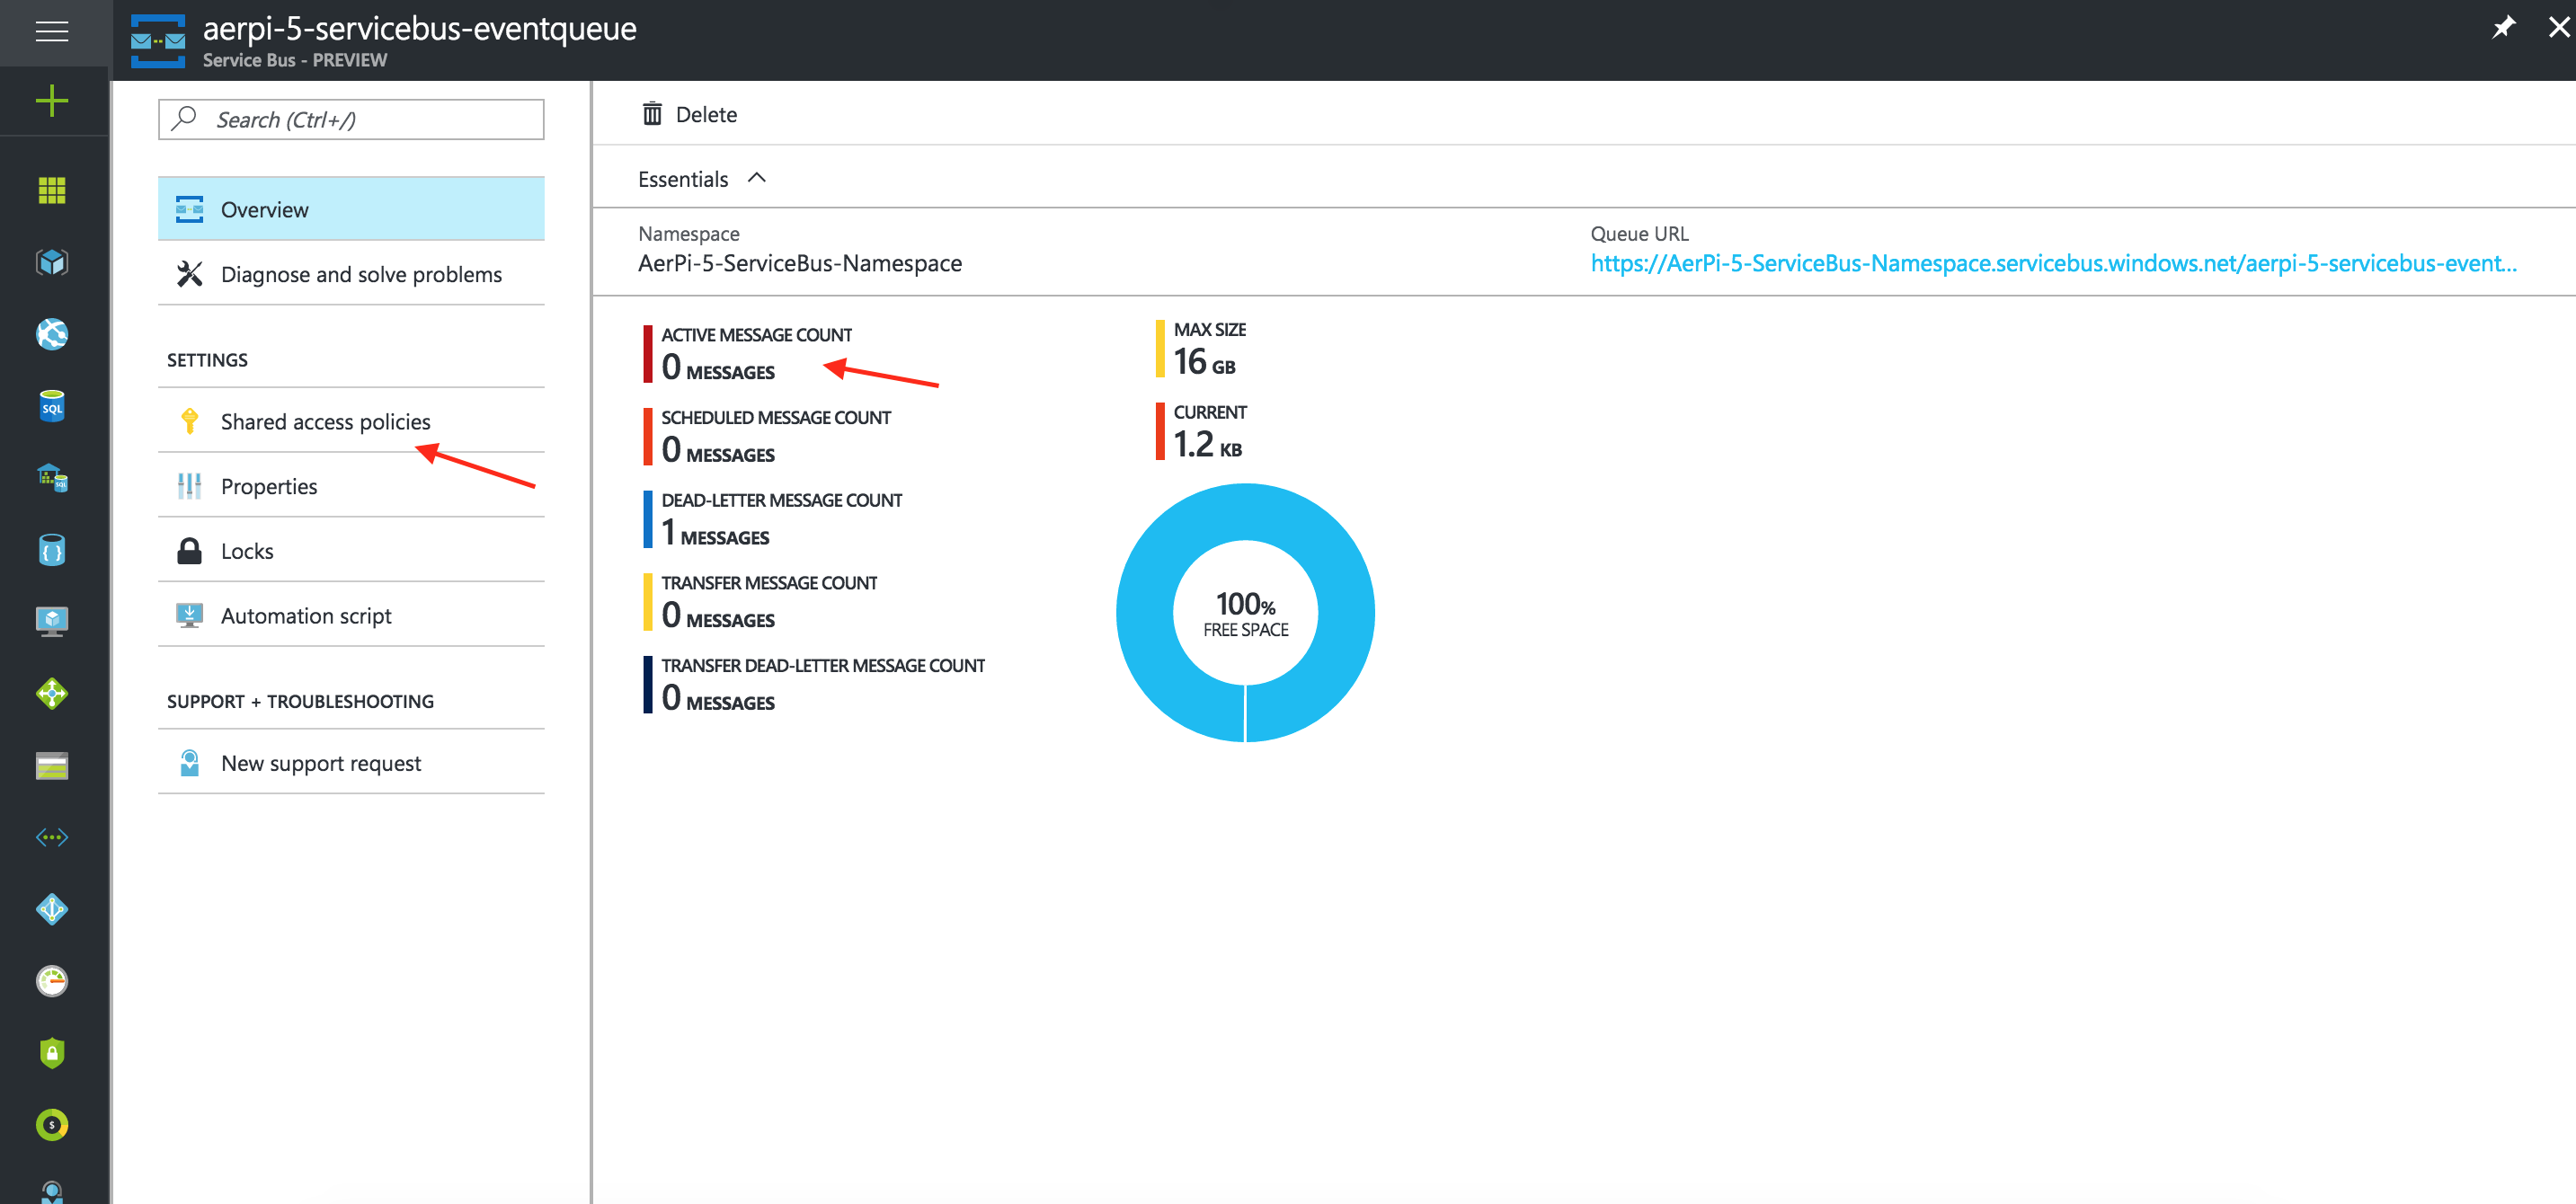 aerpi-5-servicebus-eventqueue
Service Bus - PREVIEW
Search (Ctrl+/)
Overview
Diagnose and solve problems
SETTINGS
Shared access policies
Properties
Locks
Automation script
SUPPORT + TROUBLESHOOTING
New support request
Delete
Essentials
Namespace
AerPi-5-ServiceBus-Namespace
Queue URL
https://AerPi-5-ServiceBus-Namespace.servicebus.windows.net/aerpi-5-servicebus-event...
ACTIVE MESSAGE COUNT
0 MESSAGES
SCHEDULED MESSAGE COUNT
0 MESSAGES
DEAD-LETTER MESSAGE COUNT
1 MESSAGES
TRANSFER MESSAGE COUNT
0 MESSAGES
TRANSFER DEAD-LETTER MESSAGE COUNT
0 MESSAGES
MAX SIZE
16 GB
CURRENT
1.2 KB
100%
FREE SPACE
SQL
SQL
{ }
$